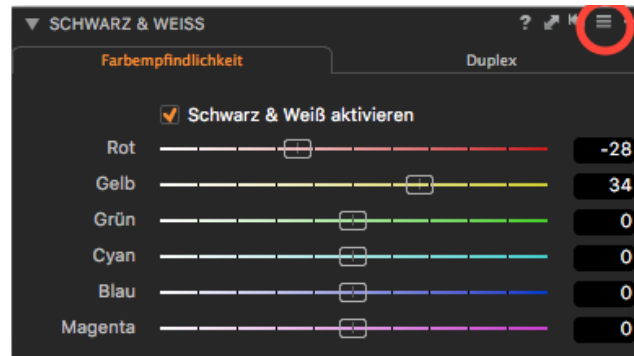 SCHWARZ & WEISS ?
Farbempfindlichkeit Duplex
Schwarz & Weiß aktivieren
Rot -28
Gelb 34
Grün 0
Cyan 0
Blau 0
Magenta 0